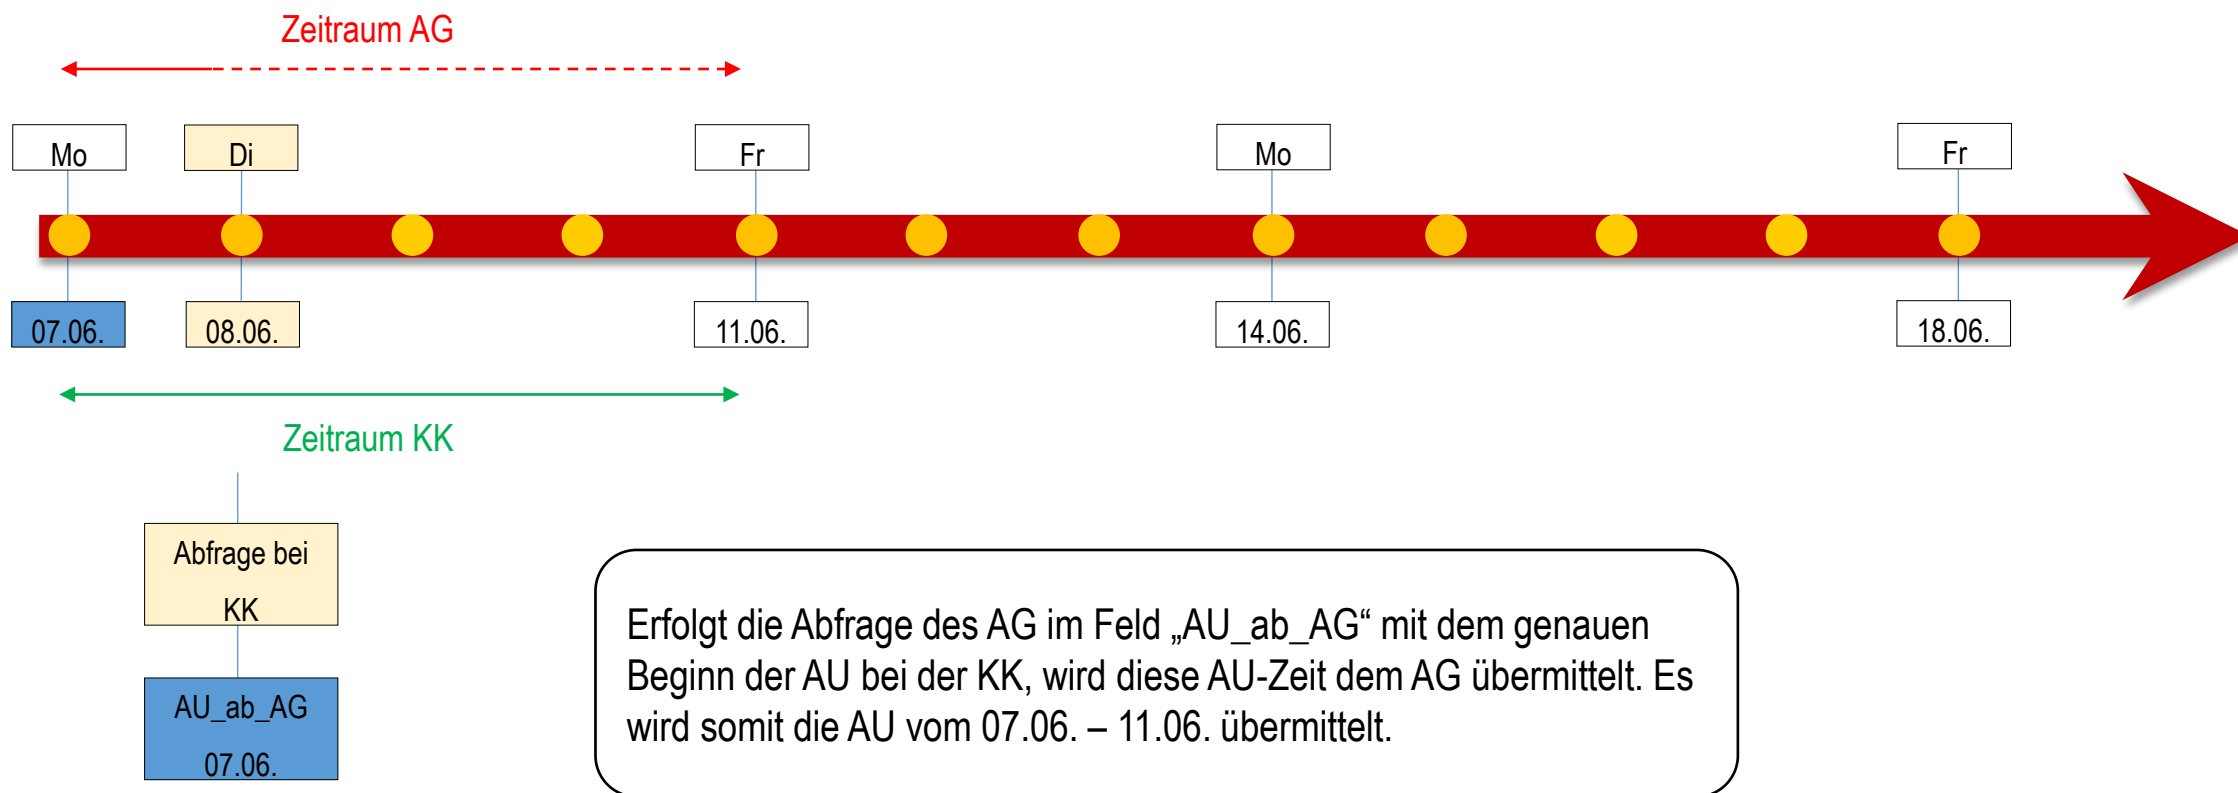 Zeitraum AG
Mo
Di
Fr
Mo
Fr
07.06.
08.06.
11.06.
14.06.
18.06.
Zeitraum KK
Abfrage bei
KK
AU_ab_AG
07.06.
Erfolgt die Abfrage des AG im Feld „AU_ab_AG“ mit dem genauen
Beginn der AU bei der KK, wird diese AU-Zeit dem AG übermittelt. Es
wird somit die AU vom 07.06. – 11.06. übermittelt.